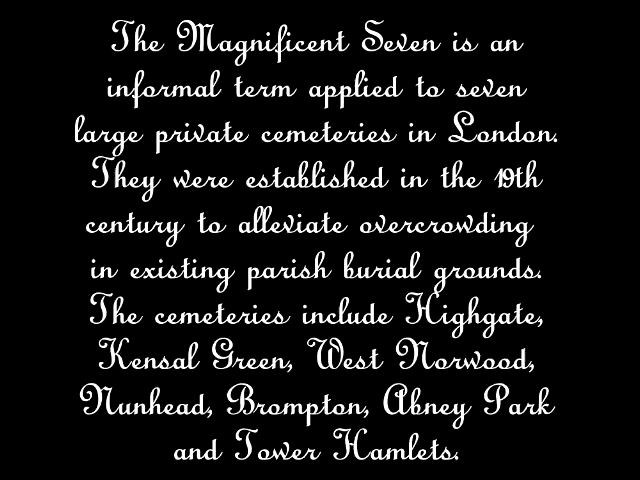 The Magnificent Seven is an
informal term applied to seven
large private cemeteries in London.
They were established in the 19th
century to alleviate overcrowding
in existing parish burial grounds.
The cemeteries include Highgate,
Kensal Green, West Norwood,
Nunhead, Brompton, Abney Park
and Tower Hamlets.